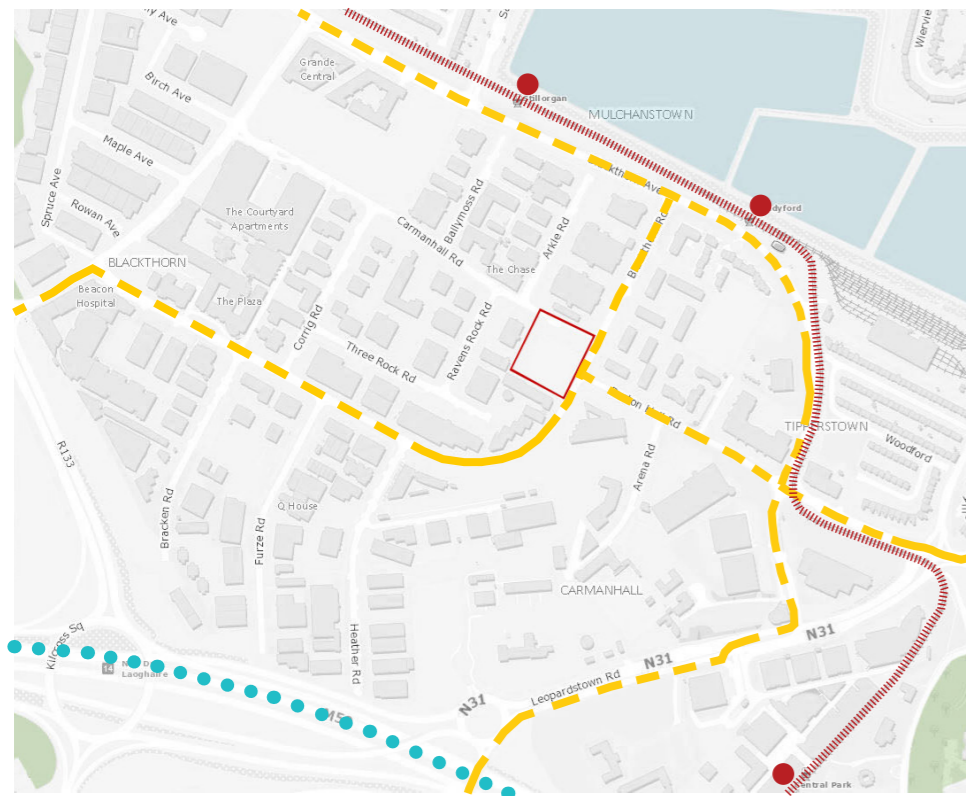 Birch Ave
Grande
Central
Stillorgan
MULCHANSTOWN
Maple Ave
Spruce Ave
Rowan Ave
The Courtyard
Apartments
Ballymoss Rd
Carmanhall Rd
Arkle Rd
The Chase
BLACKTHORN
Beacon
Hospital
The Plaza
Corrig Rd
Three Rock Rd
Ravens Rock Rd
TIPPERSTOWN
Woodford
R133
Arena Rd
Q House
Bracken Rd
Furze Rd
CARMANHALL
Kilcross Sq
14
Heather Rd
N31
N31
N31
Leopardstown Rd
Central Park